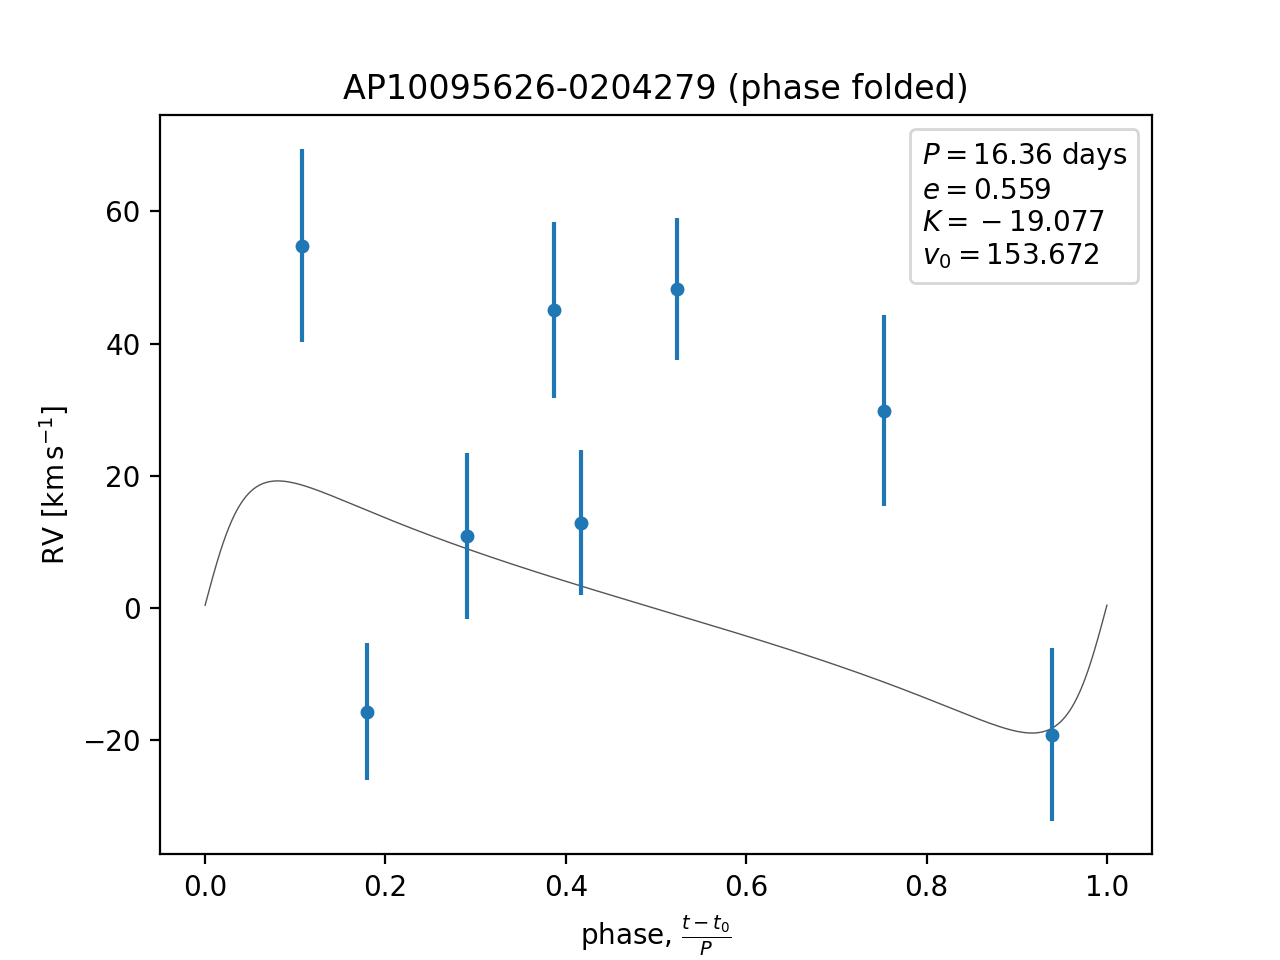 AP10095626-0204279 (phase folded)
P = 16.36 days
e = 0.559
K = −19.077
v₀ = 153.672
60
40
20
0
−20
RV [km s⁻¹]
0.0 0.2 0.4 0.6 0.8 1.0
phase, (t − t₀)/P